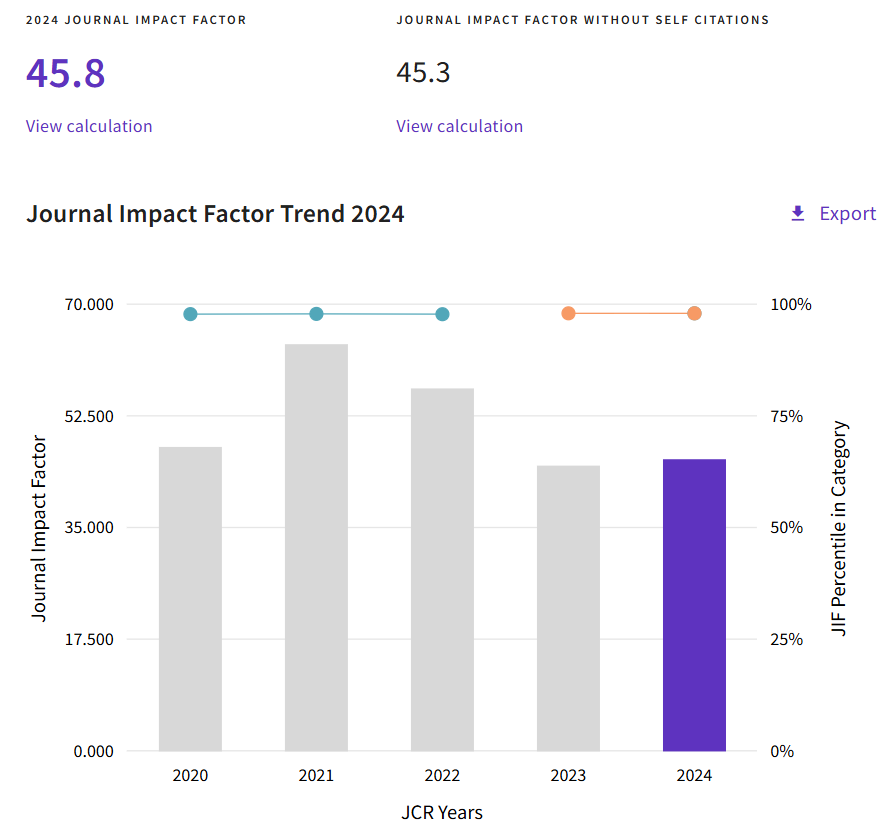 2024 JOURNAL IMPACT FACTOR
JOURNAL IMPACT FACTOR WITHOUT SELF CITATIONS
45.8
45.3
View calculation
View calculation
Journal Impact Factor Trend 2024
Export
70.000
100%
52.500
75%
35.000
50%
17.500
25%
0.000
0%
Journal Impact Factor
JIF Percentile in Category
2020
2021
2022
2023
2024
JCR Years